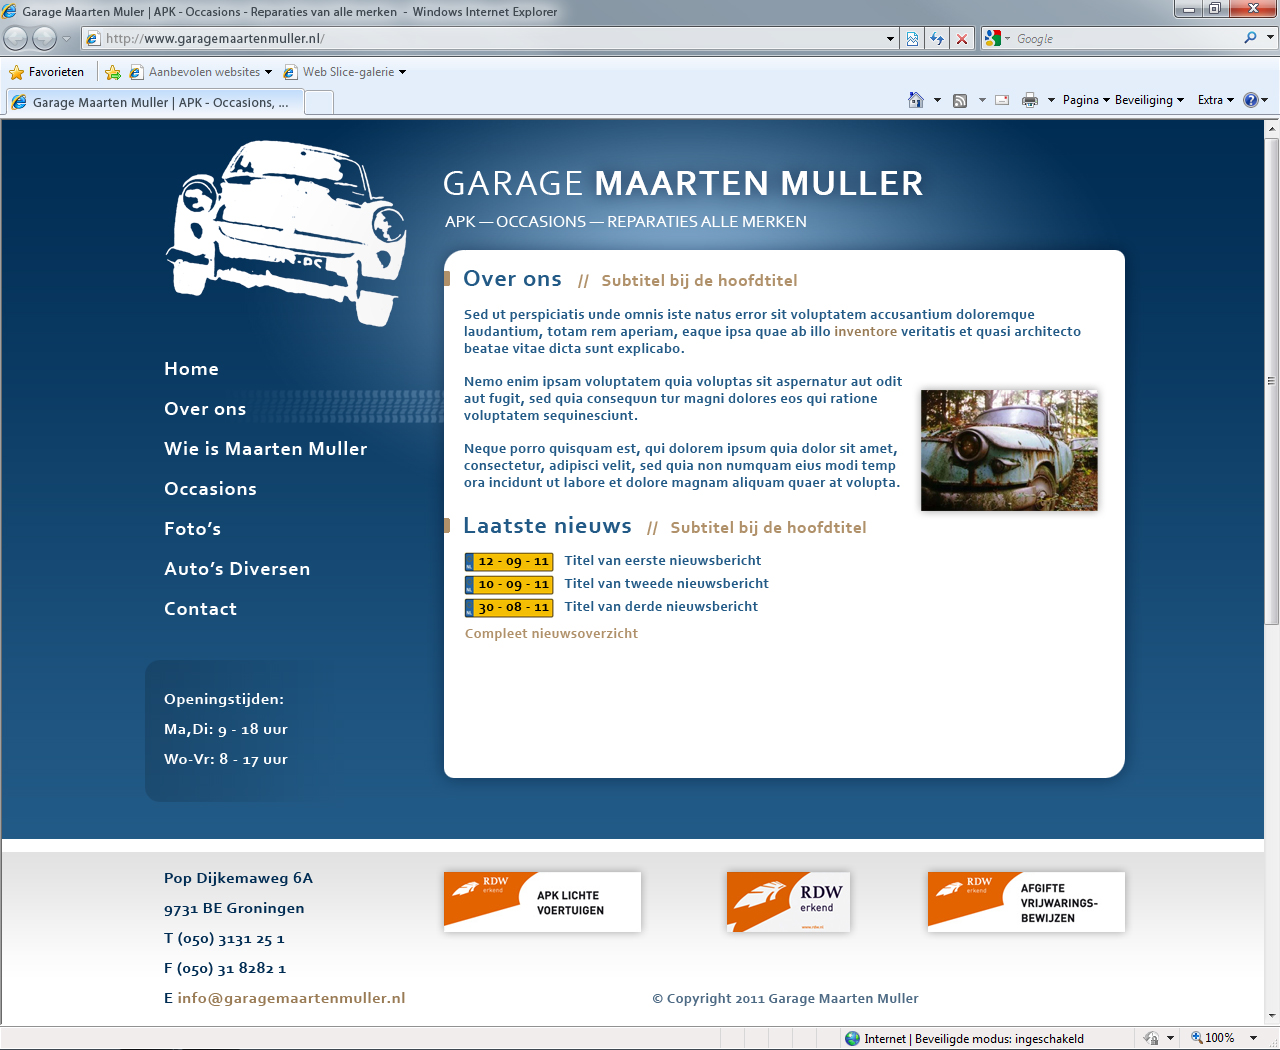 Garage Maarten Muler | APK - Occasions - Reparaties van alle merken - Windows Internet Explorer
http://www.garagemaartenmuller.nl/
Google
Favorieten
Aanbevolen websites
Web Slice-galerie
Garage Maarten Muller | APK - Occasions, ...
Pagina
Beveiliging
Extra
GARAGE MAARTEN MULLER
APK — OCCASIONS — REPARATIES ALLE MERKEN
Home
Over ons
Wie is Maarten Muller
Occasions
Foto's
Auto's Diversen
Contact
Openingstijden:
Ma,Di: 9 - 18 uur
Wo-Vr: 8 - 17 uur
Over ons // Subtitel bij de hoofdtitel
Sed ut perspiciatis unde omnis iste natus error sit voluptatem accusantium doloremque
laudantium, totam rem aperiam, eaque ipsa quae ab illo inventore veritatis et quasi architecto
beatae vitae dicta sunt explicabo.
Nemo enim ipsam voluptatem quia voluptas sit aspernatur aut odit
aut fugit, sed quia consequun tur magni dolores eos qui ratione
voluptatem sequinesciunt.
Neque porro quisquam est, qui dolorem ipsum quia dolor sit amet,
consectetur, adipisci velit, sed quia non numquam eius modi temp
ora incidunt ut labore et dolore magnam aliquam quaer at volupta.
Laatste nieuws // Subtitel bij de hoofdtitel
NL 12 - 09 - 11 Titel van eerste nieuwsbericht
NL 10 - 09 - 11 Titel van tweede nieuwsbericht
NL 30 - 08 - 11 Titel van derde nieuwsbericht
Compleet nieuwsoverzicht
Pop Dijkemaweg 6A
9731 BE Groningen
T (050) 3131 25 1
F (050) 31 8282 1
E info@garagemaartenmuller.nl
RDW
erkend
APK LICHTE
VOERTUIGEN
RDW
erkend
www.rdw.nl
RDW
erkend
AFGIFTE
VRIJWARINGS-
BEWIJZEN
© Copyright 2011 Garage Maarten Muller
Internet | Beveiligde modus: ingeschakeld
100%